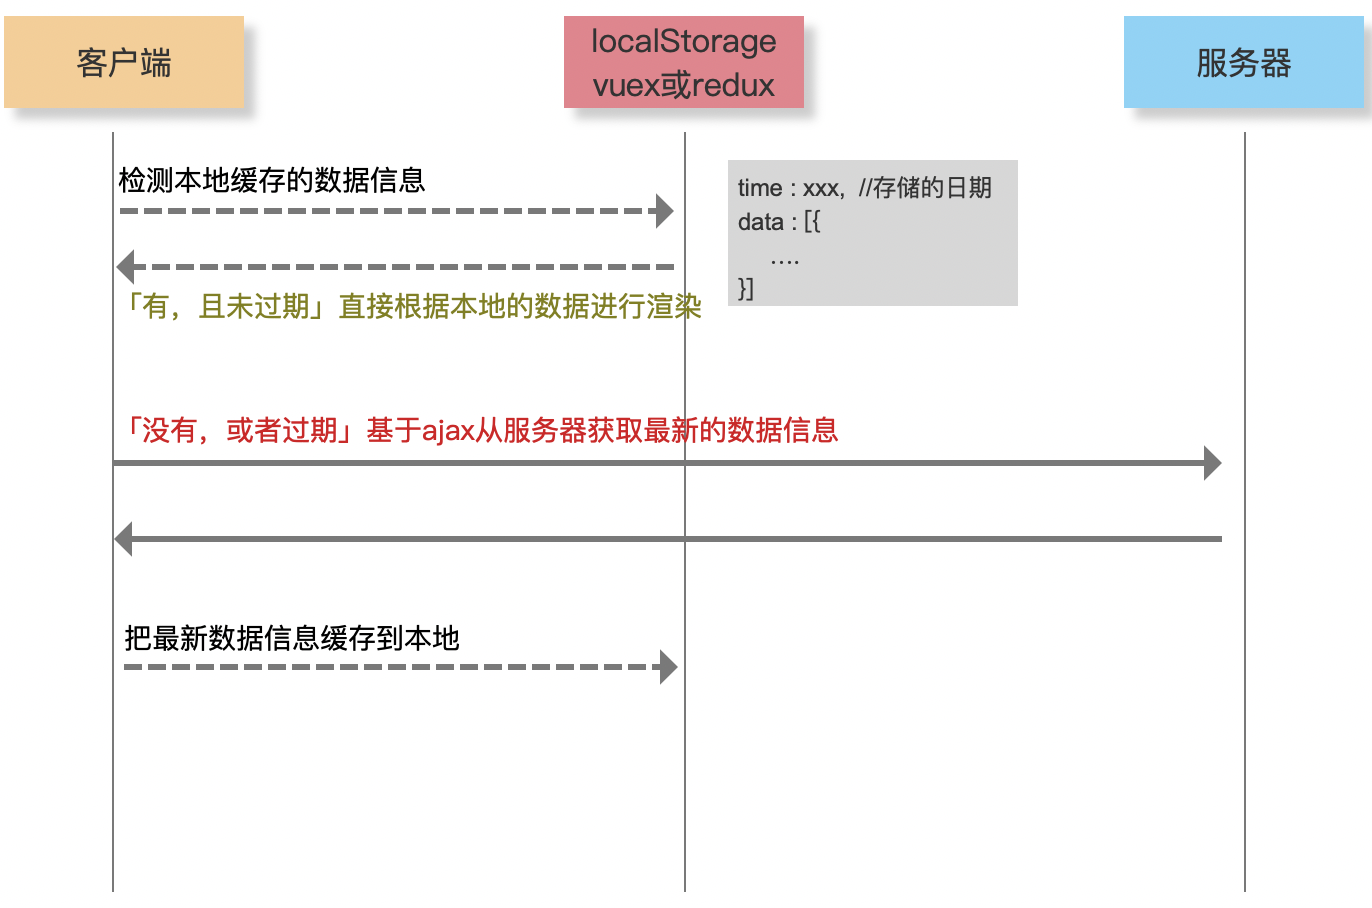 客户端
localStorage
vuex或redux
服务器
检测本地缓存的数据信息
time : xxx,  //存储的日期
data : [{
....
}]
「有，且未过期」直接根据本地的数据进行渲染
「没有，或者过期」基于ajax从服务器获取最新的数据信息
把最新数据信息缓存到本地